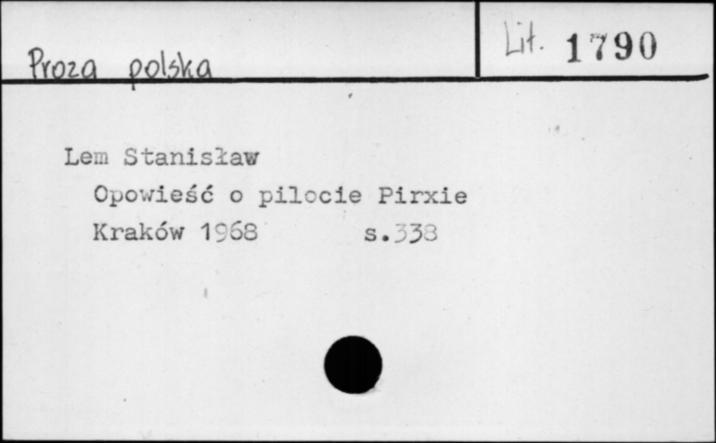 Proza polska
Lit. 1790
Lem Stanisław
Opowieść o pilocie Pirxie
Kraków 1968 s.338